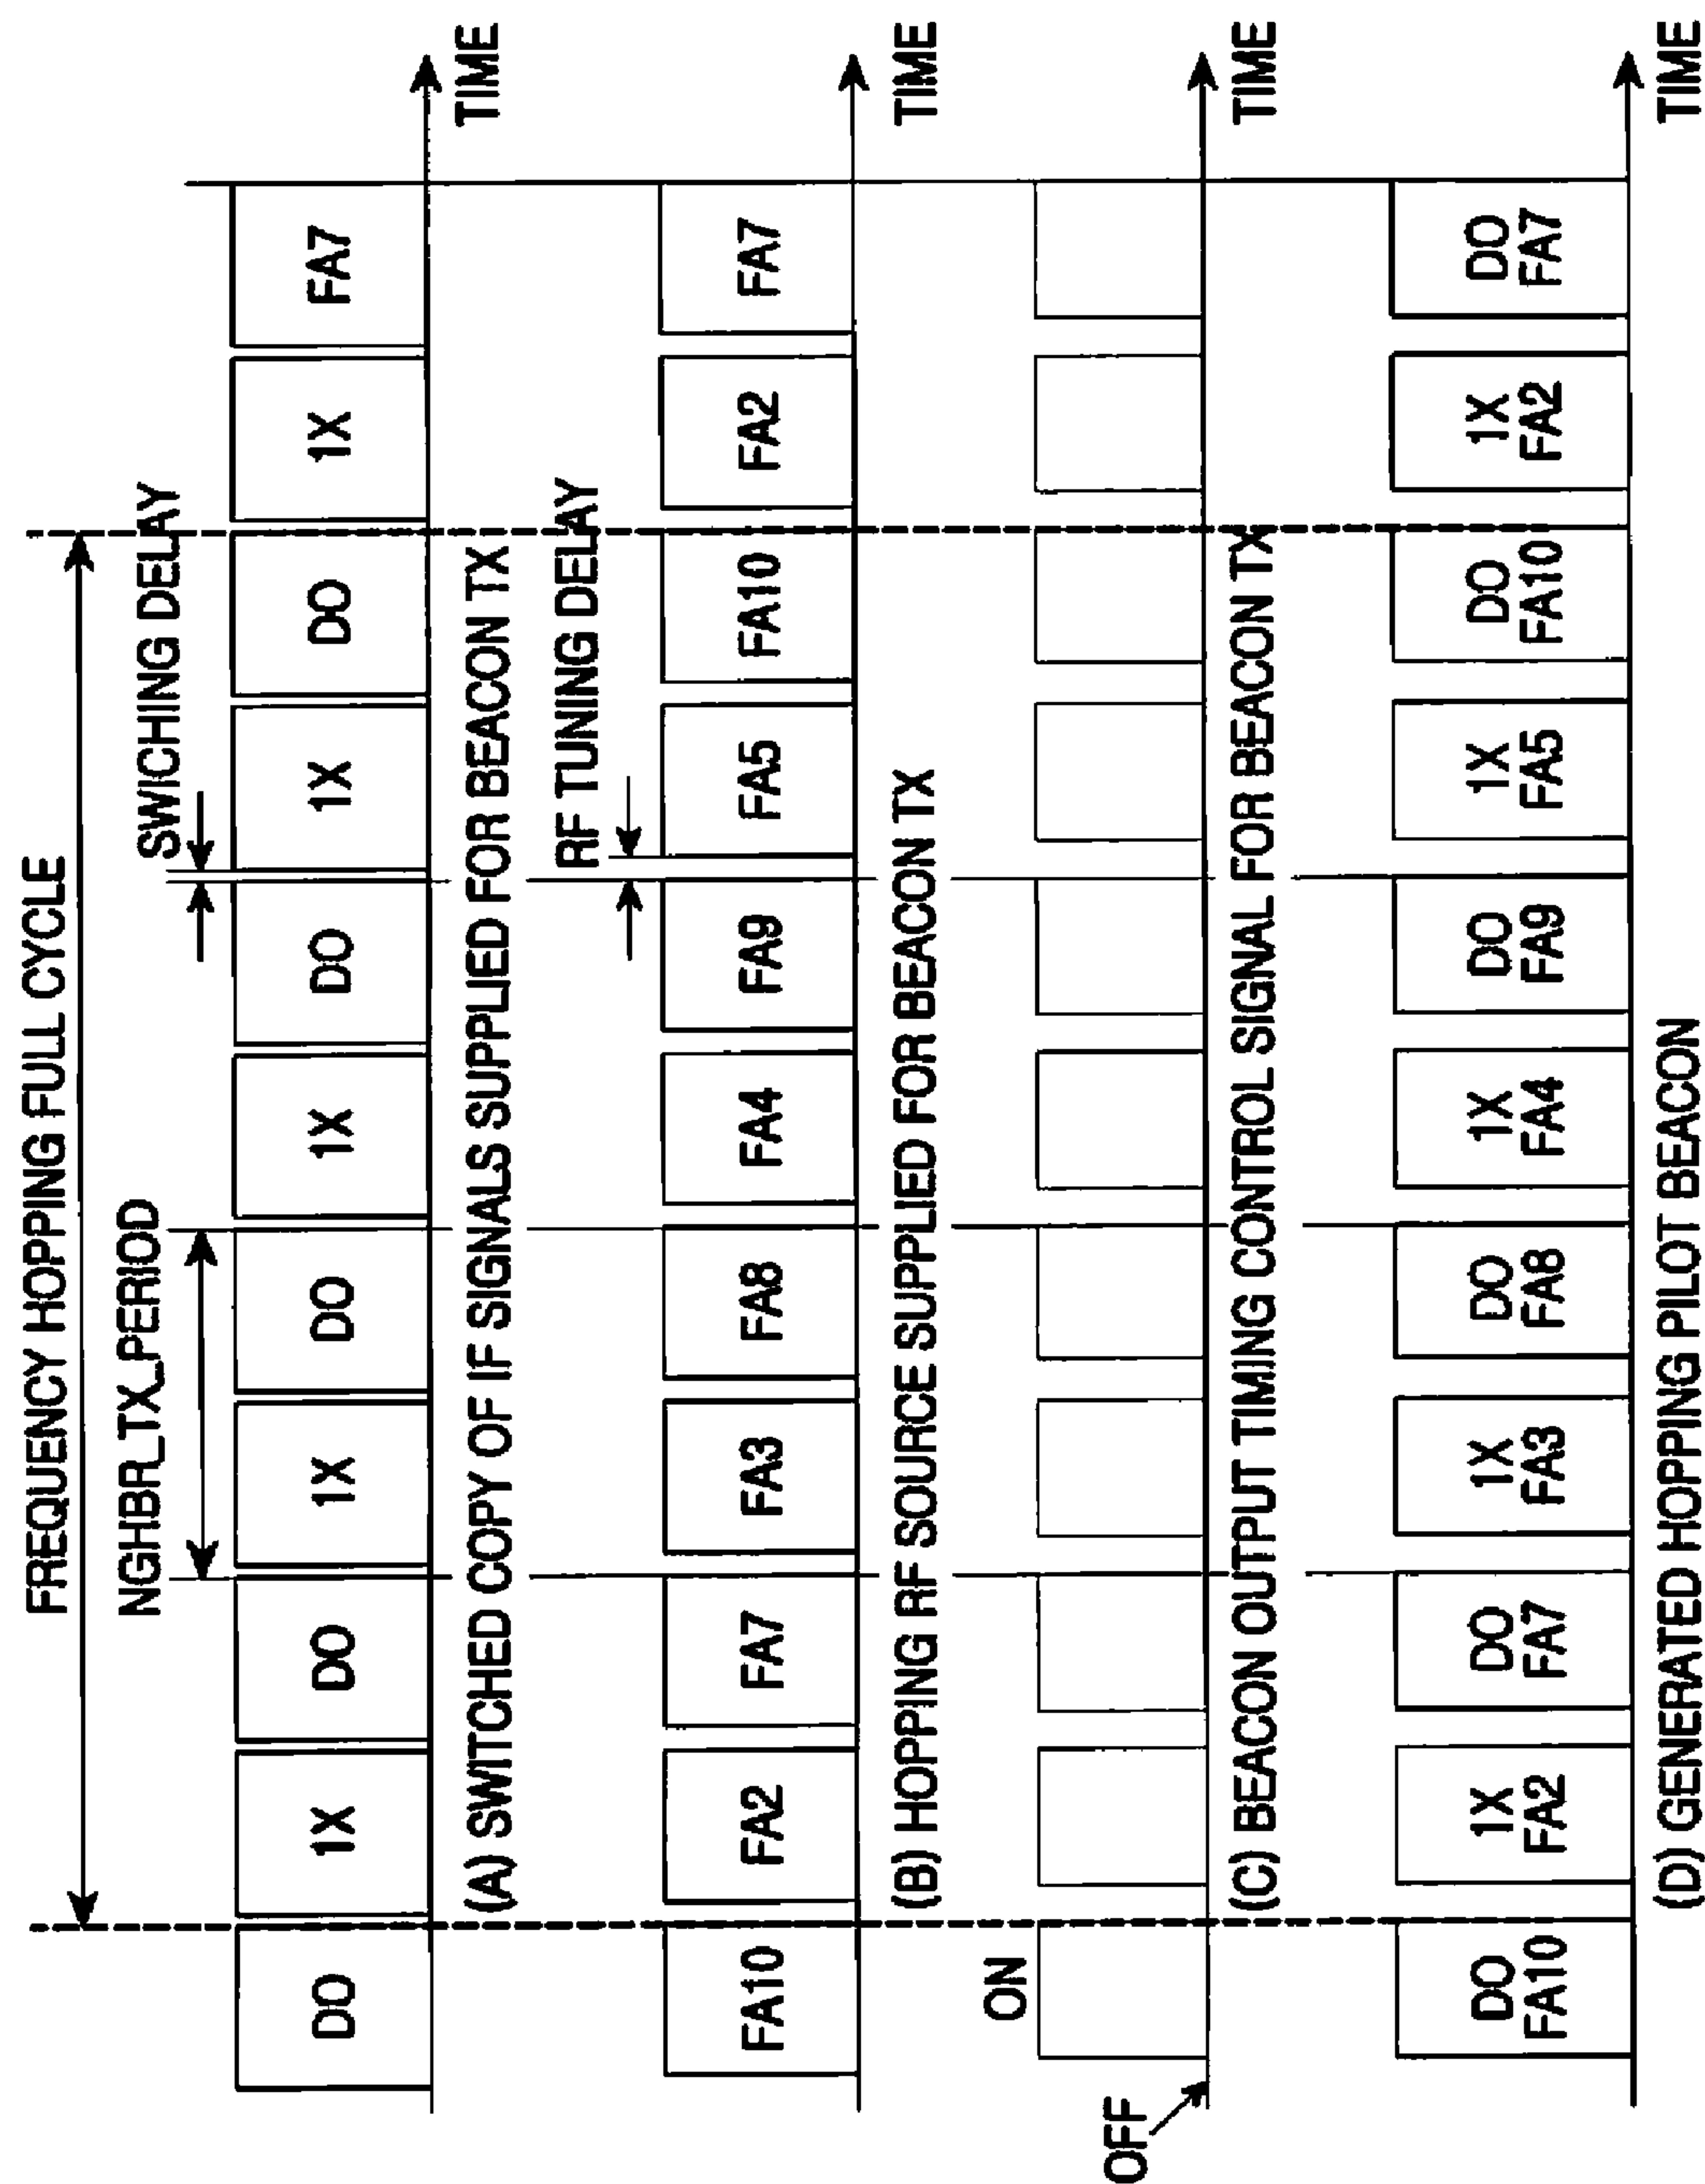 FREQUENCY HOPPING FULL CYCLE
NGHBR_TX_PERIOD
SWICHING DELAY
DO 1X DO 1X DO 1X DO 1X DO 1X FA7
TIME
(A) SWITCHED COPY OF IF SIGNALS SUPPLIED FOR BEACON TX
RF TUNING DELAY
FA10 FA2 FA7 FA3 FA8 FA4 FA9 FA5 FA10 FA2 FA7
TIME
(B) HOPPING RF SOURCE SUPPLIED FOR BEACON TX
ON
OFF
TIME
(C) BEACON OUTPUT TIMING CONTROL SIGNAL FOR BEACON TX
DO 1X DO 1X DO 1X DO 1X DO 1X DO
FA10 FA2 FA7 FA3 FA8 FA4 FA9 FA5 FA10 FA2 FA7
TIME
(D) GENERATED HOPPING PILOT BEACON